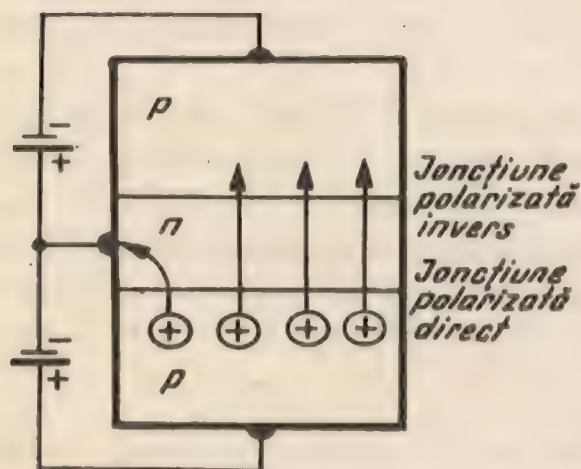 p
−
+
Joncțiune
polarizată
invers
n
Joncțiune
polarizată
direct
−
+
+ + + +
p